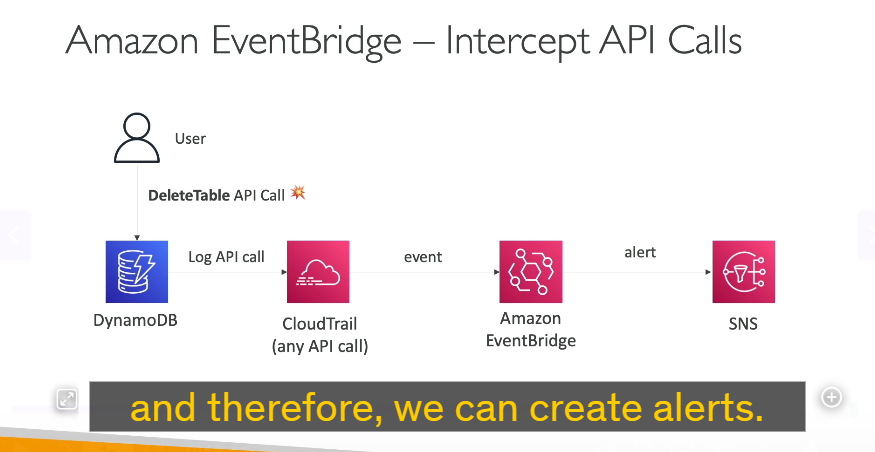 Amazon EventBridge – Intercept API Calls
User
DeleteTable API Call
Log API call
event
alert
DynamoDB
CloudTrail
(any API call)
Amazon
EventBridge
SNS
and therefore, we can create alerts.